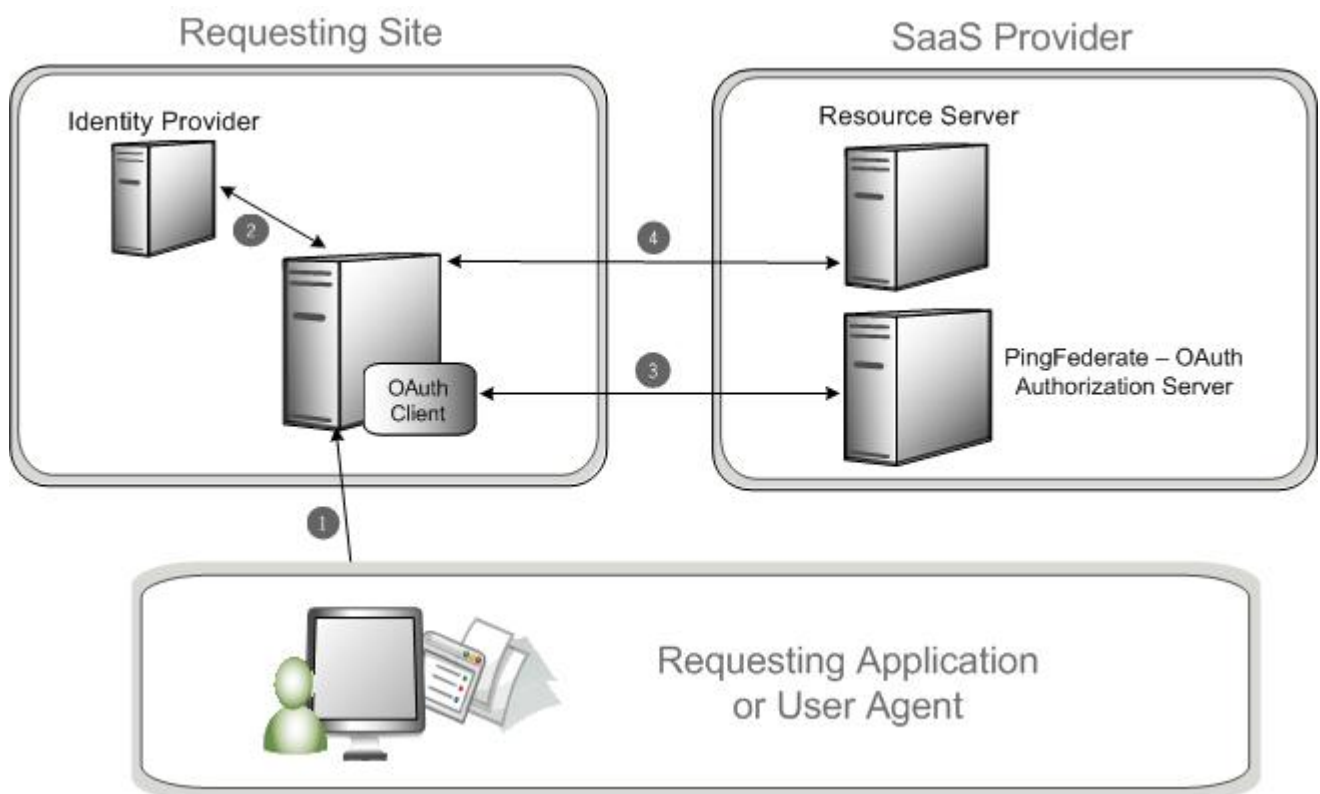 Requesting Site
SaaS Provider
Identity Provider
Resource Server
2
4
PingFederate – OAuth
Authorization Server
3
OAuth
Client
1
Requesting Application
or User Agent